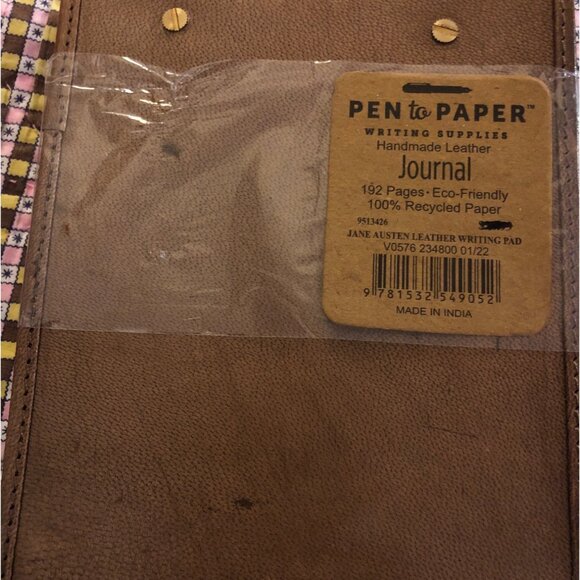 PEN to PAPER™
WRITING SUPPLIES
Handmade Leather
Journal
192 Pages • Eco-Friendly
100% Recycled Paper
9513426
JANE AUSTEN LEATHER WRITING PAD
V0576 234800 01/22
9 781532 549052
MADE IN INDIA